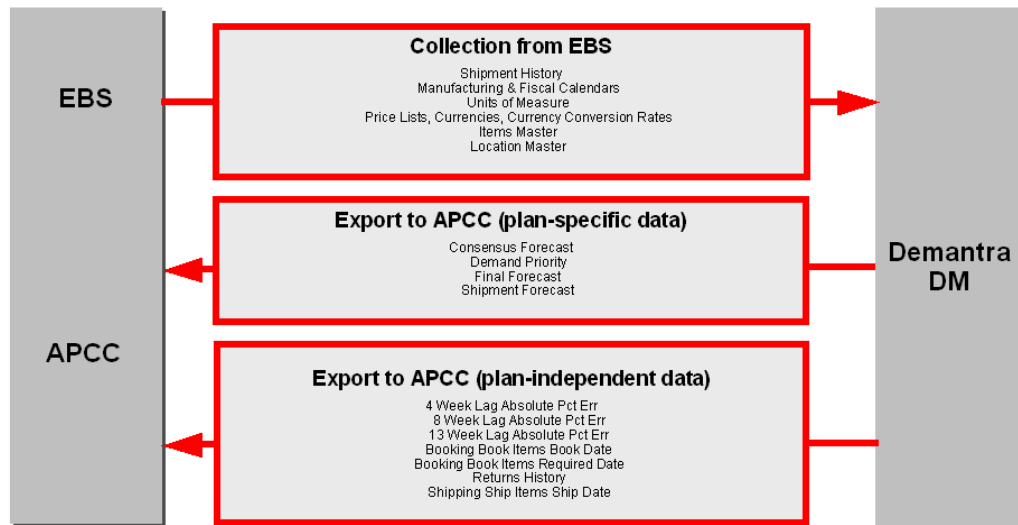 EBS
APCC
Collection from EBS
Shipment History
Manufacturing & Fiscal Calendars
Units of Measure
Price Lists, Currencies, Currency Conversion Rates
Items Master
Location Master
Export to APCC (plan-specific data)
Consensus Forecast
Demand Priority
Final Forecast
Shipment Forecast
Export to APCC (plan-independent data)
4 Week Lag Absolute Pct Err
8 Week Lag Absolute Pct Err
13 Week Lag Absolute Pct Err
Booking Book Items Book Date
Booking Book Items Required Date
Returns History
Shipping Ship Items Ship Date
Demantra
DM